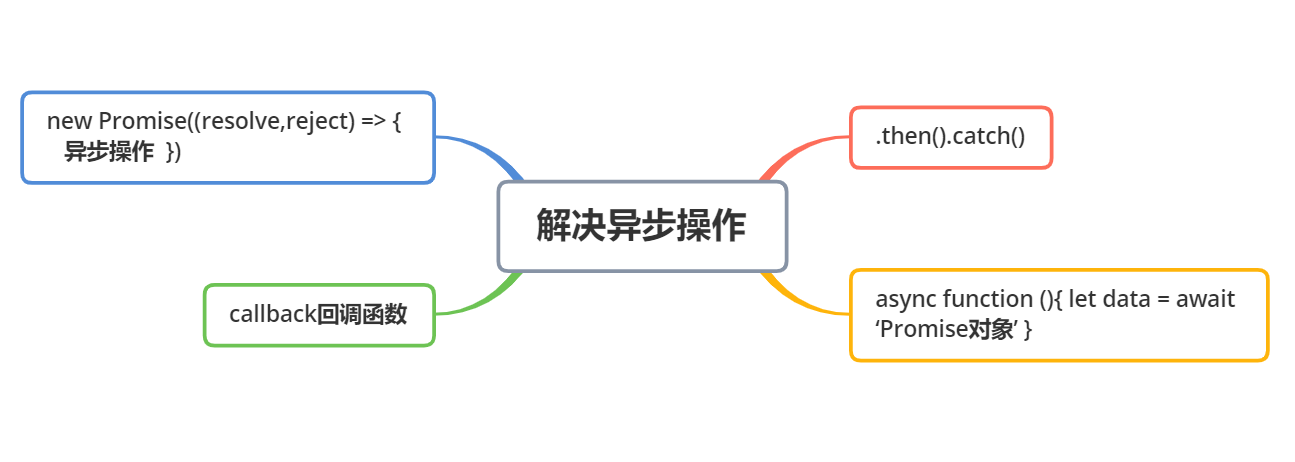 new Promise((resolve,reject) => {
异步操作  })
.then().catch()
解决异步操作
callback回调函数
async function (){ let data = await
‘Promise对象’ }